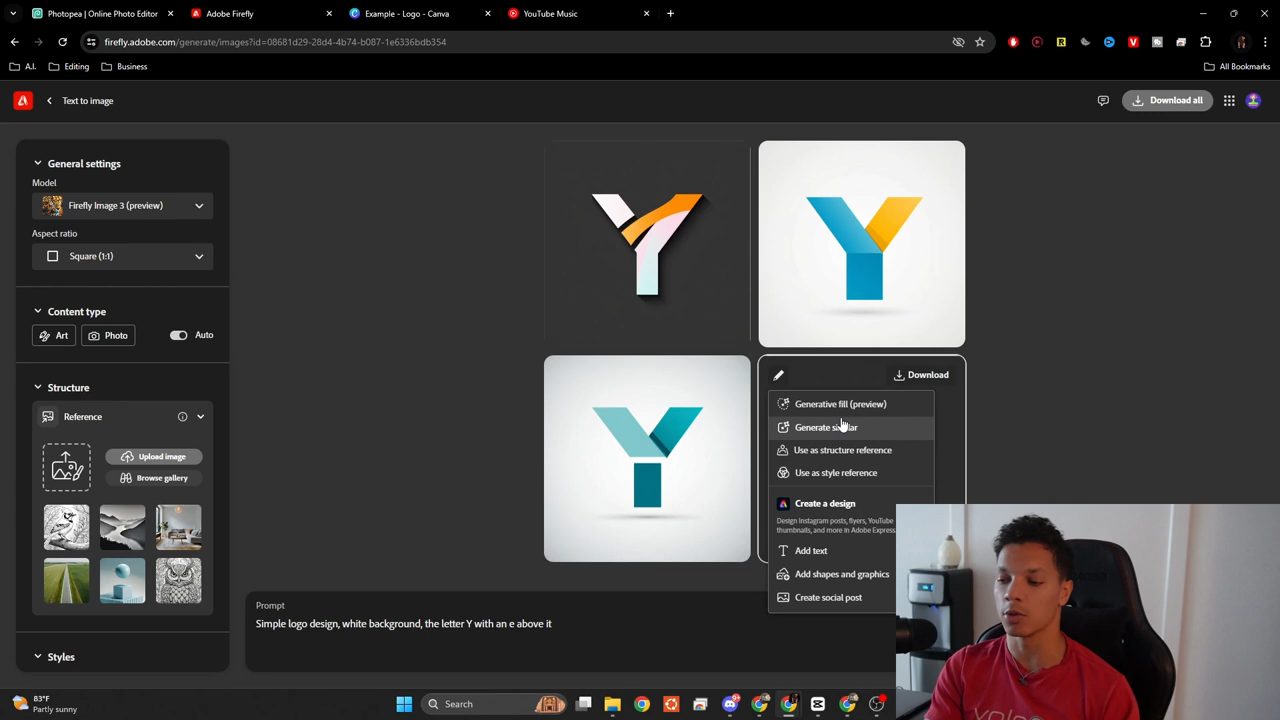 Photopea | Online Photo Editor
Adobe Firefly
Example - Logo - Canva
YouTube Music
firefly.adobe.com/generate/images?id=08681d29-28d4-4b74-b087-1e6336bdb354
A.I.
Editing
Business
All Bookmarks
Text to image
Download all
General settings
Model
Firefly Image 3 (preview)
Aspect ratio
Square (1:1)
Content type
Art
Photo
Auto
Structure
Reference
Upload image
Browse gallery
Styles
Y
Y
Y
Download
Generative fill (preview)
Generate similar
Use as structure reference
Use as style reference
Create a design
Design Instagram posts, flyers, YouTube
thumbnails, and more in Adobe Express.
Add text
Add shapes and graphics
Create social post
Prompt
Simple logo design, white background, the letter Y with an e above it
83°F
Partly sunny
Search